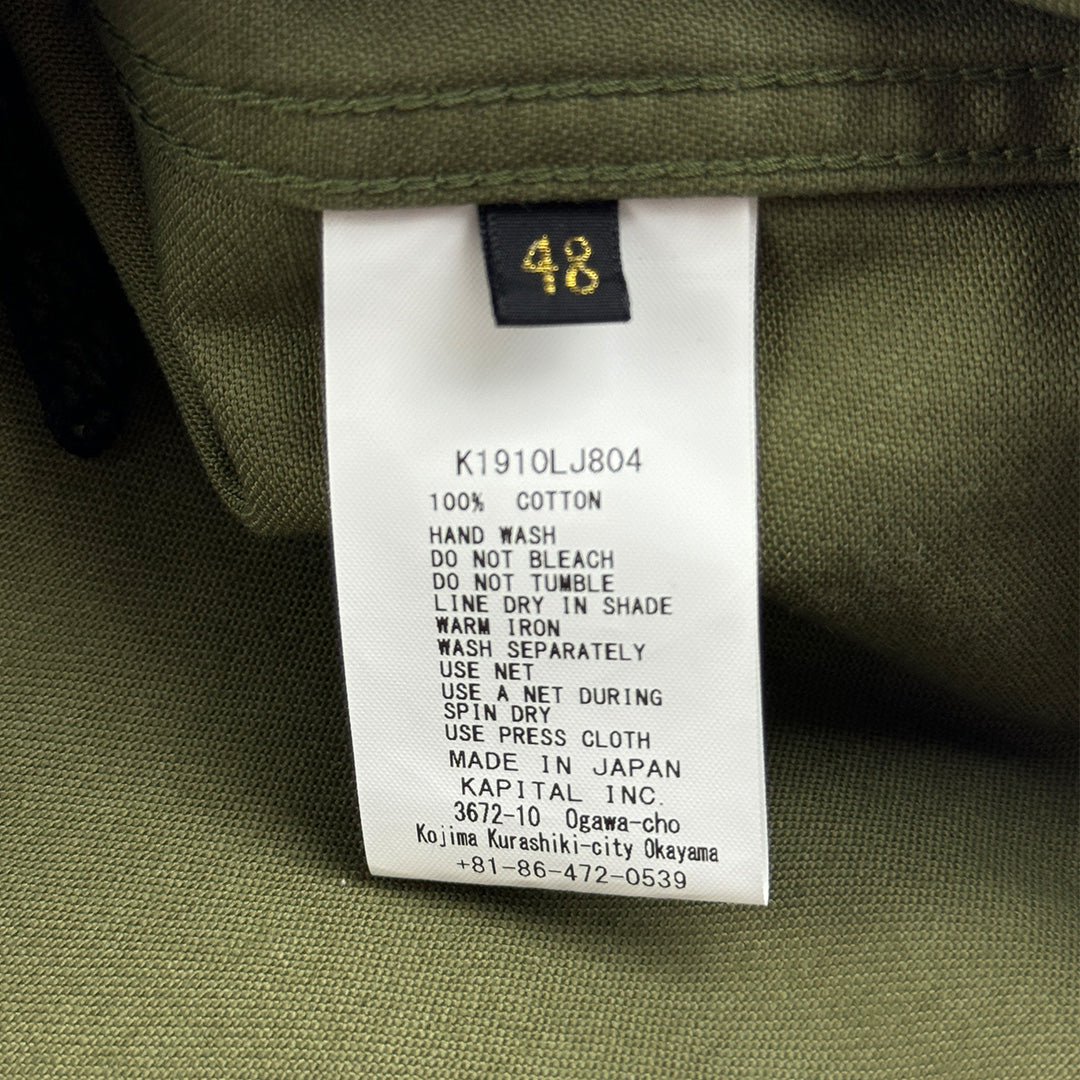 48
K1910LJ804
100% COTTON
HAND WASH
DO NOT BLEACH
DO NOT TUMBLE
LINE DRY IN SHADE
WARM IRON
WASH SEPARATELY
USE NET
USE A NET DURING
SPIN DRY
USE PRESS CLOTH
MADE IN JAPAN
KAPITAL INC.
3672-10 Ogawa-cho
Kojima Kurashiki-city Okayama
+81-86-472-0539